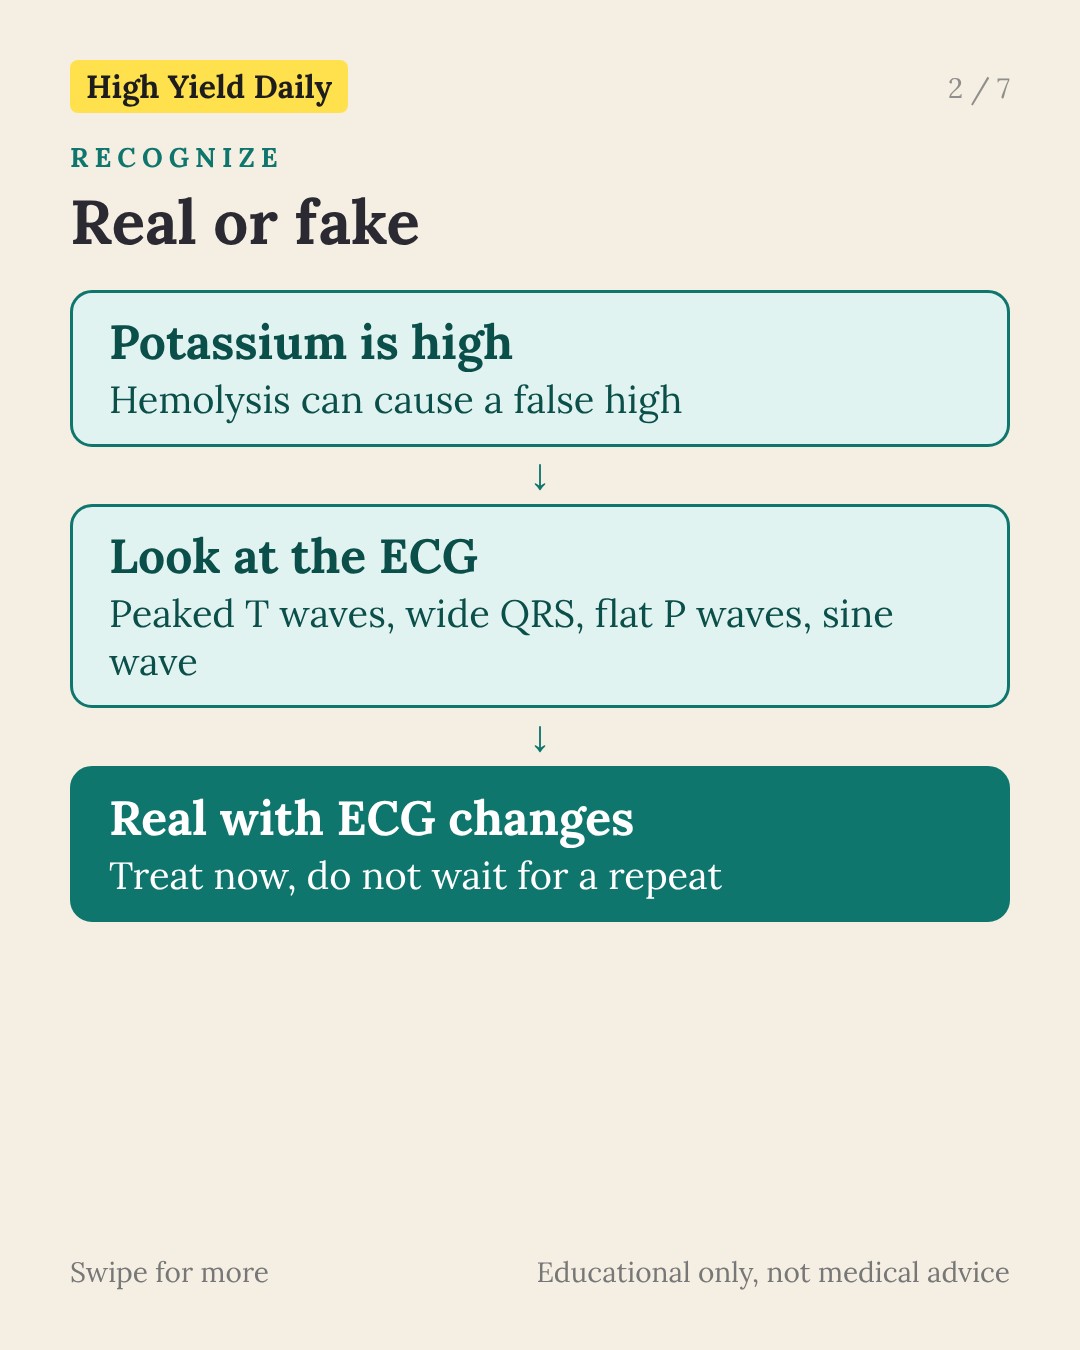 High Yield Daily
2 / 7
RECOGNIZE
Real or fake
Potassium is high
Hemolysis can cause a false high
↓
Look at the ECG
Peaked T waves, wide QRS, flat P waves, sine
wave
↓
Real with ECG changes
Treat now, do not wait for a repeat
Swipe for more
Educational only, not medical advice